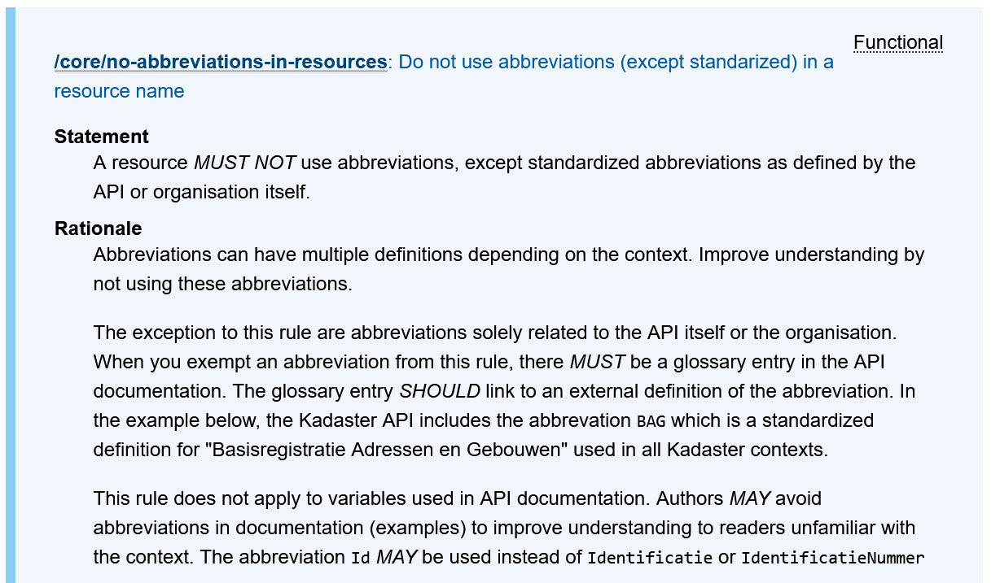 Functional
/core/no-abbreviations-in-resources: Do not use abbreviations (except standarized) in a
resource name
Statement
A resource MUST NOT use abbreviations, except standardized abbreviations as defined by the
API or organisation itself.
Rationale
Abbreviations can have multiple definitions depending on the context. Improve understanding by
not using these abbreviations.
The exception to this rule are abbreviations solely related to the API itself or the organisation.
When you exempt an abbreviation from this rule, there MUST be a glossary entry in the API
documentation. The glossary entry SHOULD link to an external definition of the abbreviation. In
the example below, the Kadaster API includes the abbrevation BAG which is a standardized
definition for "Basisregistratie Adressen en Gebouwen" used in all Kadaster contexts.
This rule does not apply to variables used in API documentation. Authors MAY avoid
abbreviations in documentation (examples) to improve understanding to readers unfamiliar with
the context. The abbreviation Id MAY be used instead of Identificatie or IdentificatieNummer